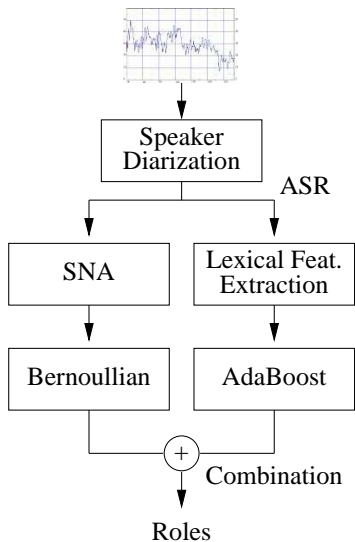 Speaker
Diarization
ASR
SNA
Lexical Feat.
Extraction
Bernoullian
AdaBoost
+
Combination
Roles